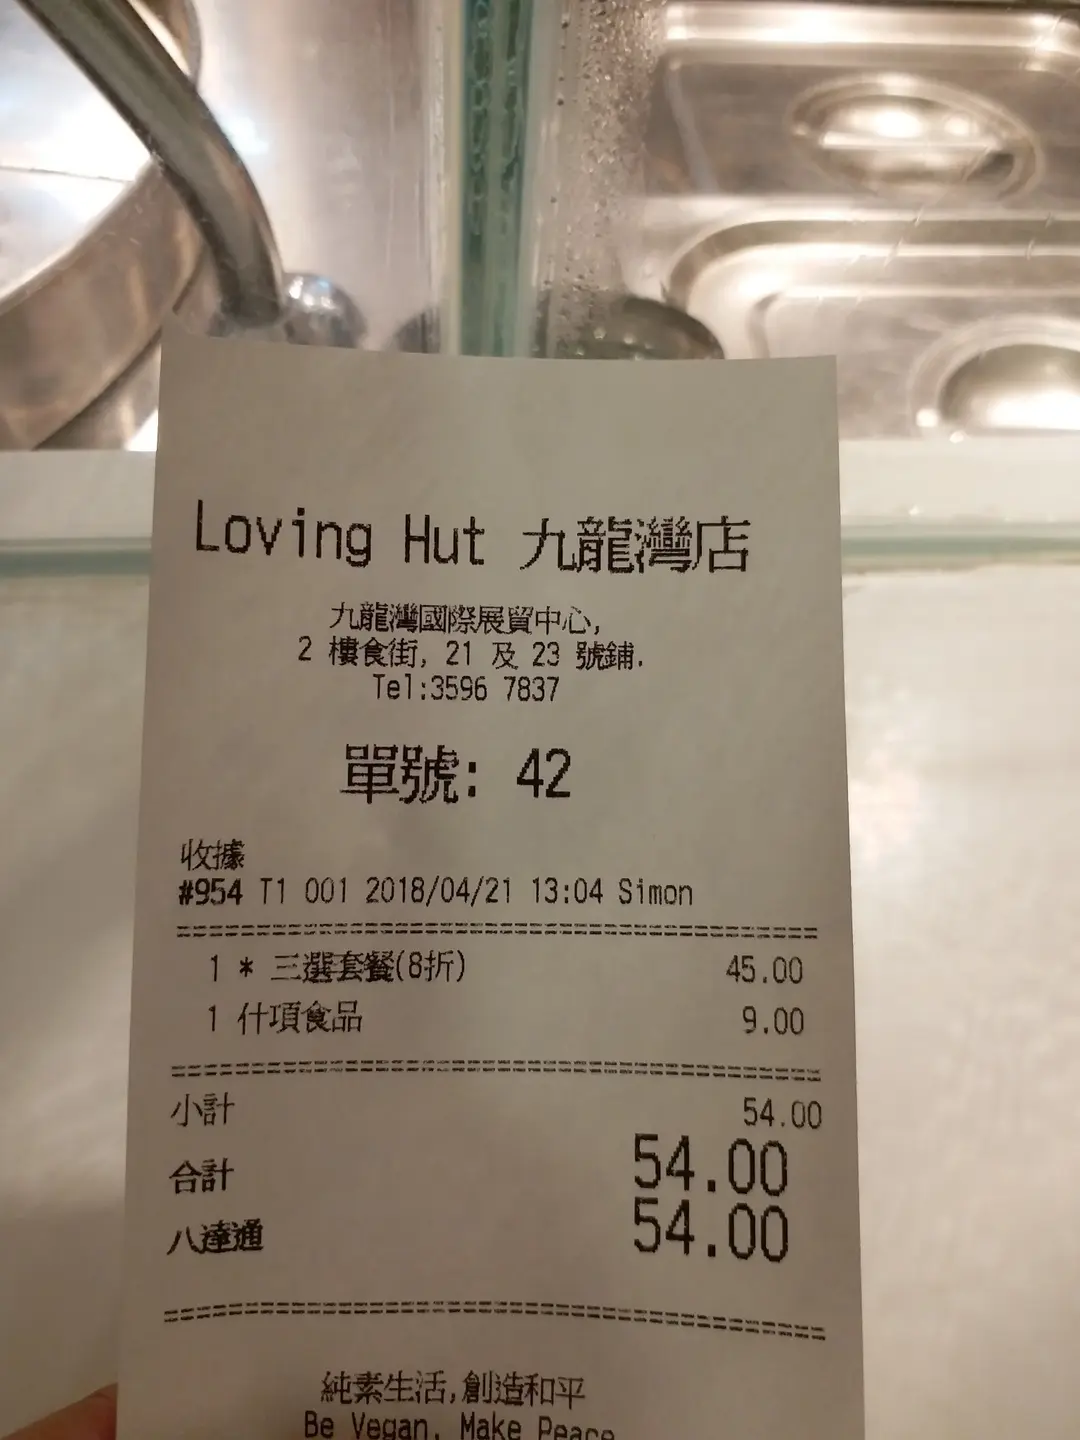 Loving Hut 九龍灣店
九龍灣國際展貿中心,
2 樓食街, 21 及 23 號鋪.
Tel:3596 7837
單號: 42
收據
#954 T1 001 2018/04/21 13:04 Simon
1 * 三選套餐(8折) 45.00
1 什項食品 9.00
小計 54.00
合計 54.00
八達通 54.00
純素生活,創造和平
Be Vegan, Make Peace